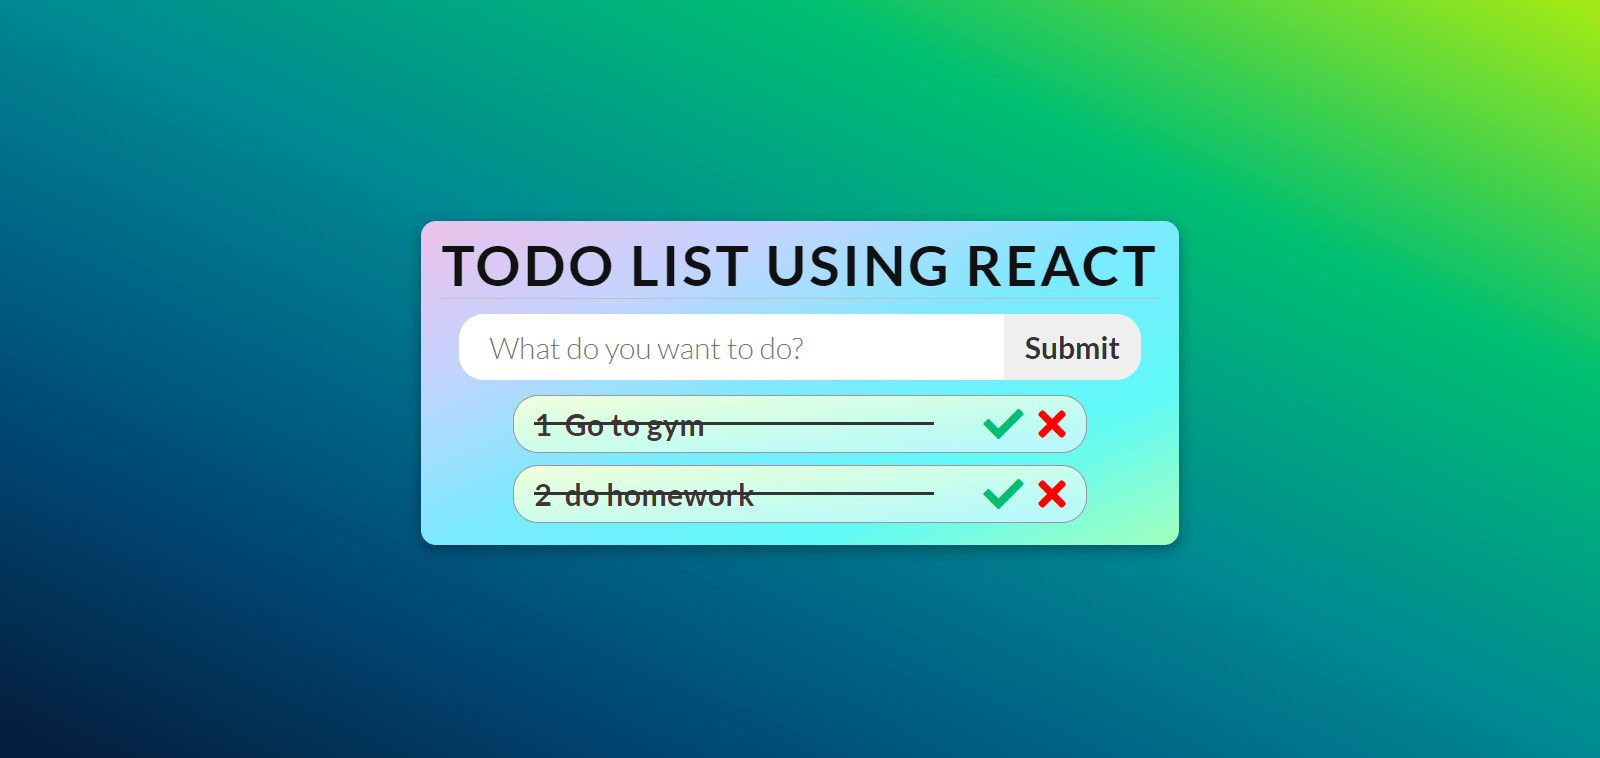 TODO LIST USING REACT
What do you want to do? Submit
1 Go to gym
2 do homework